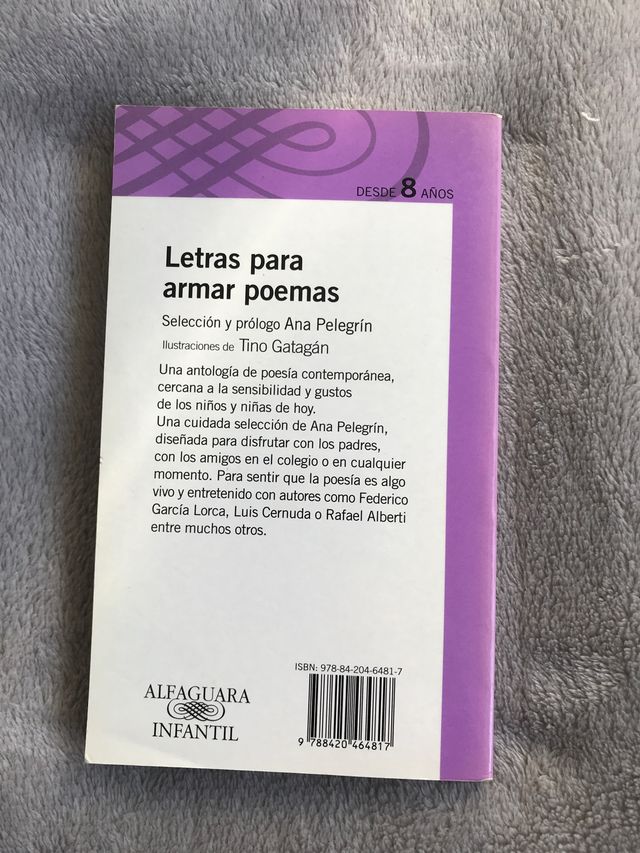 DESDE 8 AÑOS
Letras para
armar poemas
Selección y prólogo Ana Pelegrín
Ilustraciones de Tino Gatagán
Una antología de poesía contemporánea,
cercana a la sensibilidad y gustos
de los niños y niñas de hoy.
Una cuidada selección de Ana Pelegrín,
diseñada para disfrutar con los padres,
con los amigos en el colegio o en cualquier
momento. Para sentir que la poesía es algo
vivo y entretenido con autores como Federico
García Lorca, Luis Cernuda o Rafael Alberti
entre muchos otros.
ISBN: 978-84-204-6481-7
ALFAGUARA
INFANTIL
9 788420 464817